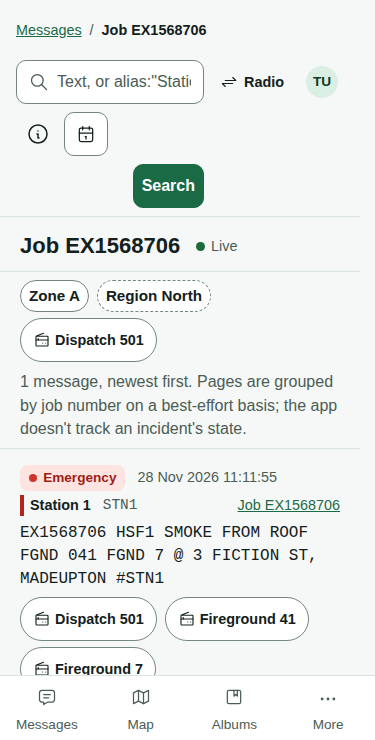 Messages / Job EX1568706
Text, or alias:"Stati
Radio
TU
Search
Job EX1568706
Live
Zone A
Region North
Dispatch 501
1 message, newest first. Pages are grouped
by job number on a best-effort basis; the app
doesn't track an incident's state.
Emergency
28 Nov 2026 11:11:55
Station 1 STN1
Job EX1568706
EX1568706 HSF1 SMOKE FROM ROOF
FGND 041 FGND 7 @ 3 FICTION ST,
MADEUPTON #STN1
Dispatch 501
Fireground 41
Fireground 7
Messages
Map
Albums
More